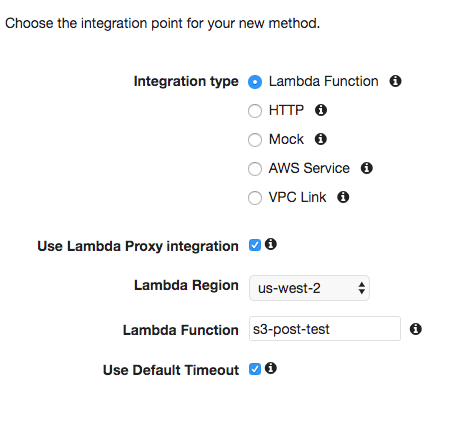 Choose the integration point for your new method.
Integration type Lambda Function
HTTP
Mock
AWS Service
VPC Link
Use Lambda Proxy integration
Lambda Region us-west-2
Lambda Function s3-post-test
Use Default Timeout